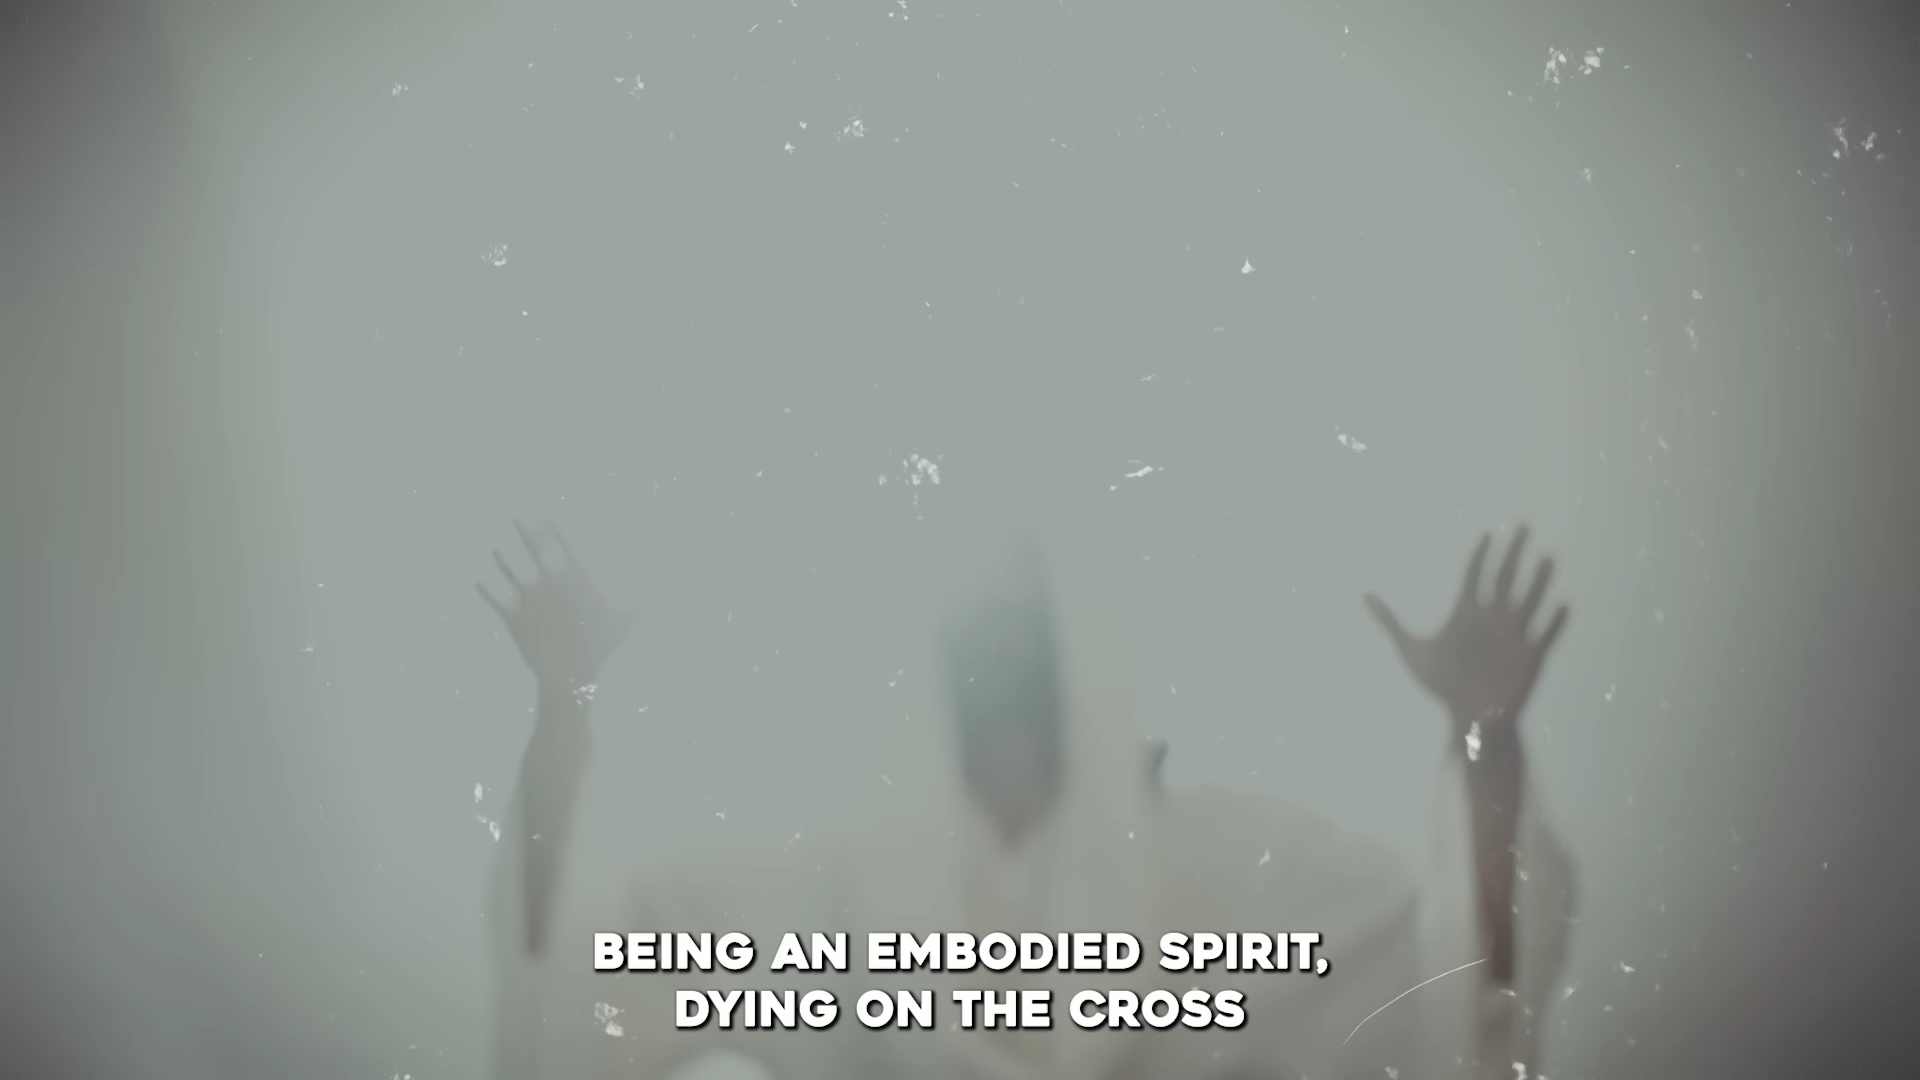 BEING AN EMBODIED SPIRIT,
DYING ON THE CROSS